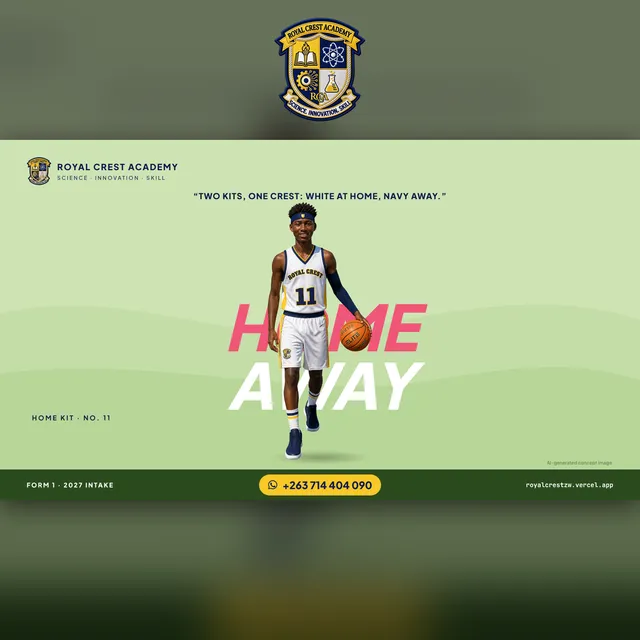 ROYAL CREST ACADEMY
RCA
SCIENCE, INNOVATION, SKILL
ROYAL CREST ACADEMY
SCIENCE · INNOVATION · SKILL
“TWO KITS, ONE CREST: WHITE AT HOME, NAVY AWAY.”
ROYAL CREST
11
HOME
AWAY
HOME KIT · NO. 11
AI-generated concept image
FORM 1 · 2027 INTAKE
+263 714 404 090
royalcrestzw.vercel.app